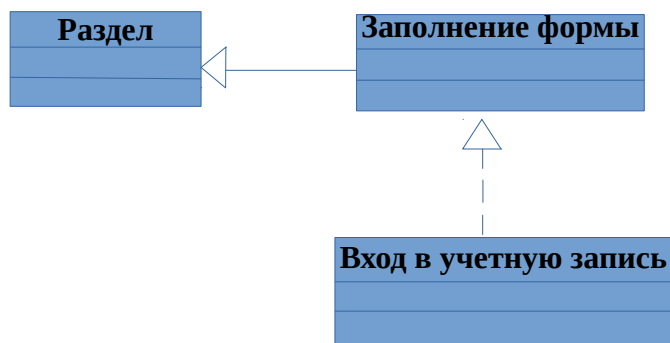 Раздел
Заполнение формы
Вход в учетную запись